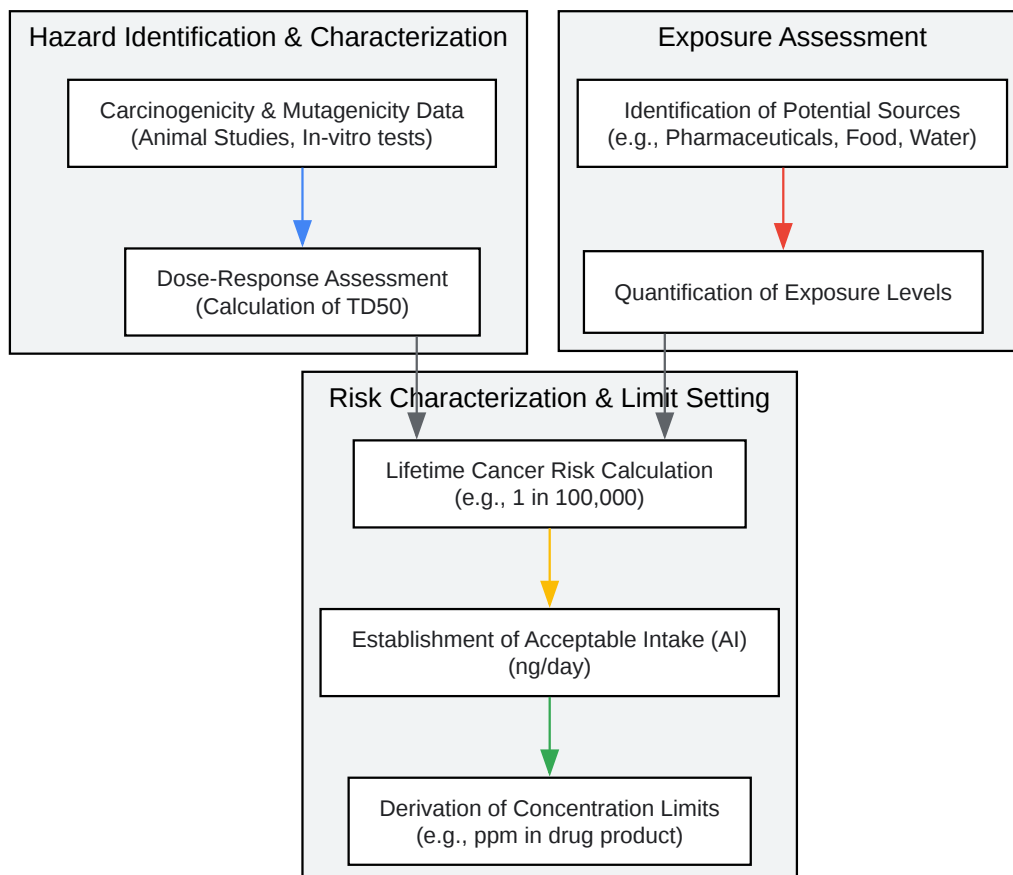 Hazard Identification & Characterization
Carcinogenicity & Mutagenicity Data
(Animal Studies, In-vitro tests)
Dose-Response Assessment
(Calculation of TD50)
Exposure Assessment
Identification of Potential Sources
(e.g., Pharmaceuticals, Food, Water)
Quantification of Exposure Levels
Risk Characterization & Limit Setting
Lifetime Cancer Risk Calculation
(e.g., 1 in 100,000)
Establishment of Acceptable Intake (AI)
(ng/day)
Derivation of Concentration Limits
(e.g., ppm in drug product)